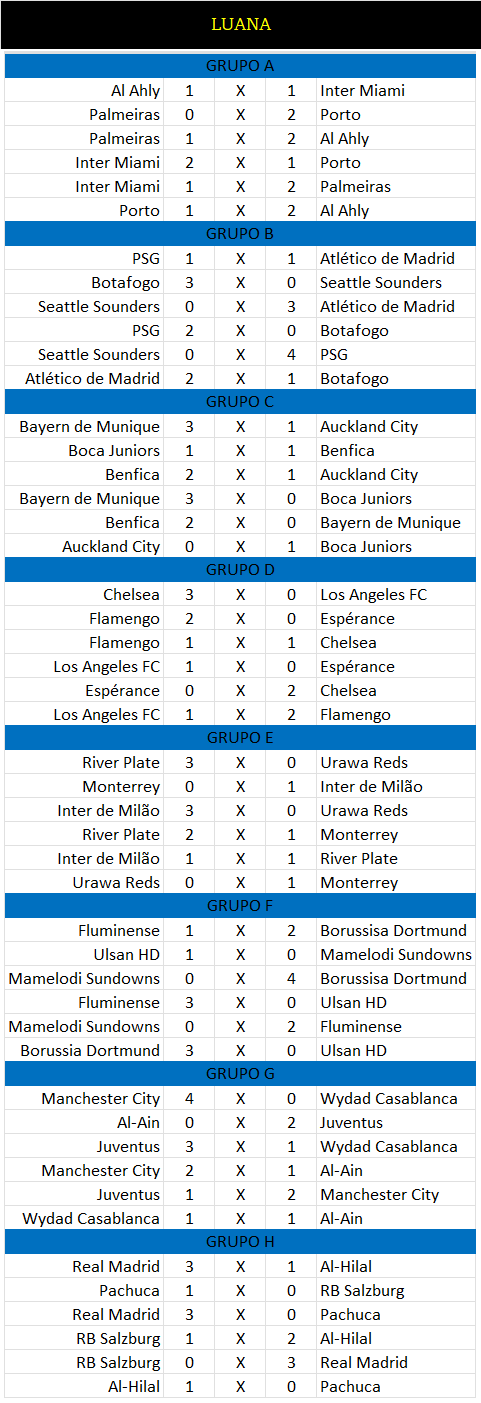 LUANA
GRUPO A
Al Ahly 1 X 1 Inter Miami
Palmeiras 0 X 2 Porto
Palmeiras 1 X 2 Al Ahly
Inter Miami 2 X 1 Porto
Inter Miami 1 X 2 Palmeiras
Porto 1 X 2 Al Ahly
GRUPO B
PSG 1 X 1 Atlético de Madrid
Botafogo 3 X 0 Seattle Sounders
Seattle Sounders 0 X 3 Atlético de Madrid
PSG 2 X 0 Botafogo
Seattle Sounders 0 X 4 PSG
Atlético de Madrid 2 X 1 Botafogo
GRUPO C
Bayern de Munique 3 X 1 Auckland City
Boca Juniors 1 X 1 Benfica
Benfica 2 X 1 Auckland City
Bayern de Munique 3 X 0 Boca Juniors
Benfica 2 X 0 Bayern de Munique
Auckland City 0 X 1 Boca Juniors
GRUPO D
Chelsea 3 X 0 Los Angeles FC
Flamengo 2 X 0 Espérance
Flamengo 1 X 1 Chelsea
Los Angeles FC 1 X 0 Espérance
Espérance 0 X 2 Chelsea
Los Angeles FC 1 X 2 Flamengo
GRUPO E
River Plate 3 X 0 Urawa Reds
Monterrey 0 X 1 Inter de Milão
Inter de Milão 3 X 0 Urawa Reds
River Plate 2 X 1 Monterrey
Inter de Milão 1 X 1 River Plate
Urawa Reds 0 X 1 Monterrey
GRUPO F
Fluminense 1 X 2 Borussisa Dortmund
Ulsan HD 1 X 0 Mamelodi Sundowns
Mamelodi Sundowns 0 X 4 Borussisa Dortmund
Fluminense 3 X 0 Ulsan HD
Mamelodi Sundowns 0 X 2 Fluminense
Borussia Dortmund 3 X 0 Ulsan HD
GRUPO G
Manchester City 4 X 0 Wydad Casablanca
Al-Ain 0 X 2 Juventus
Juventus 3 X 1 Wydad Casablanca
Manchester City 2 X 1 Al-Ain
Juventus 1 X 2 Manchester City
Wydad Casablanca 1 X 1 Al-Ain
GRUPO H
Real Madrid 3 X 1 Al-Hilal
Pachuca 1 X 0 RB Salzburg
Real Madrid 3 X 0 Pachuca
RB Salzburg 1 X 2 Al-Hilal
RB Salzburg 0 X 3 Real Madrid
Al-Hilal 1 X 0 Pachuca